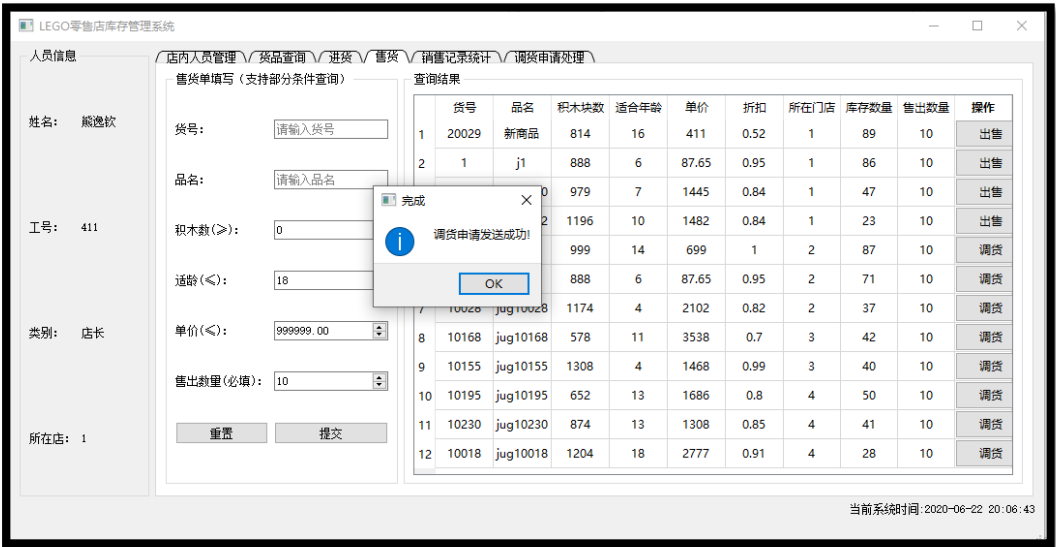 LEGO零售店库存管理系统
人员信息
姓名: 熊逸钦
工号: 411
类别: 店长
所在店: 1
店内人员管理 货品查询 进货 售货 销售记录统计 调货申请处理
售货单填写(支持部分条件查询)
货号: 请输入货号
品名: 请输入品名
积木数(≥): 0
适龄(≤): 18
单价(≤): 999999.00
售出数量(必填): 10
重置 提交
查询结果
货号 品名 积木块数 适合年龄 单价 折扣 所在门店 库存数量 售出数量 操作
1 20029 新商品 814 16 411 0.52 1 89 10 出售
2 1 j1 888 6 87.65 0.95 1 86 10 出售
0 979 7 1445 0.84 1 47 10 出售
2 1196 10 1482 0.84 1 23 10 出售
999 14 699 1 2 87 10 调货
888 6 87.65 0.95 2 71 10 调货
7 10028 jug10028 1174 4 2102 0.82 2 37 10 调货
8 10168 jug10168 578 11 3538 0.7 3 42 10 调货
9 10155 jug10155 1308 4 1468 0.99 3 40 10 调货
10 10195 jug10195 652 13 1686 0.8 4 50 10 调货
11 10230 jug10230 874 13 1308 0.85 4 41 10 调货
12 10018 jug10018 1204 18 2777 0.91 4 28 10 调货
完成
调货申请发送成功!
OK
当前系统时间:2020-06-22 20:06:43